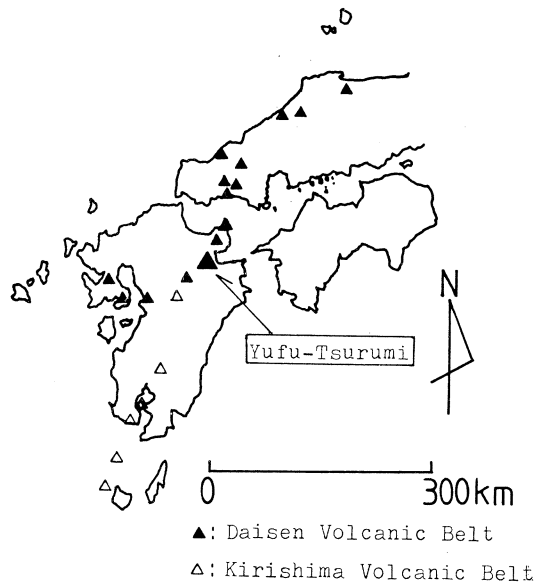 N
Yufu-Tsurumi
0 300km
▲: Daisen Volcanic Belt
△: Kirishima Volcanic Belt